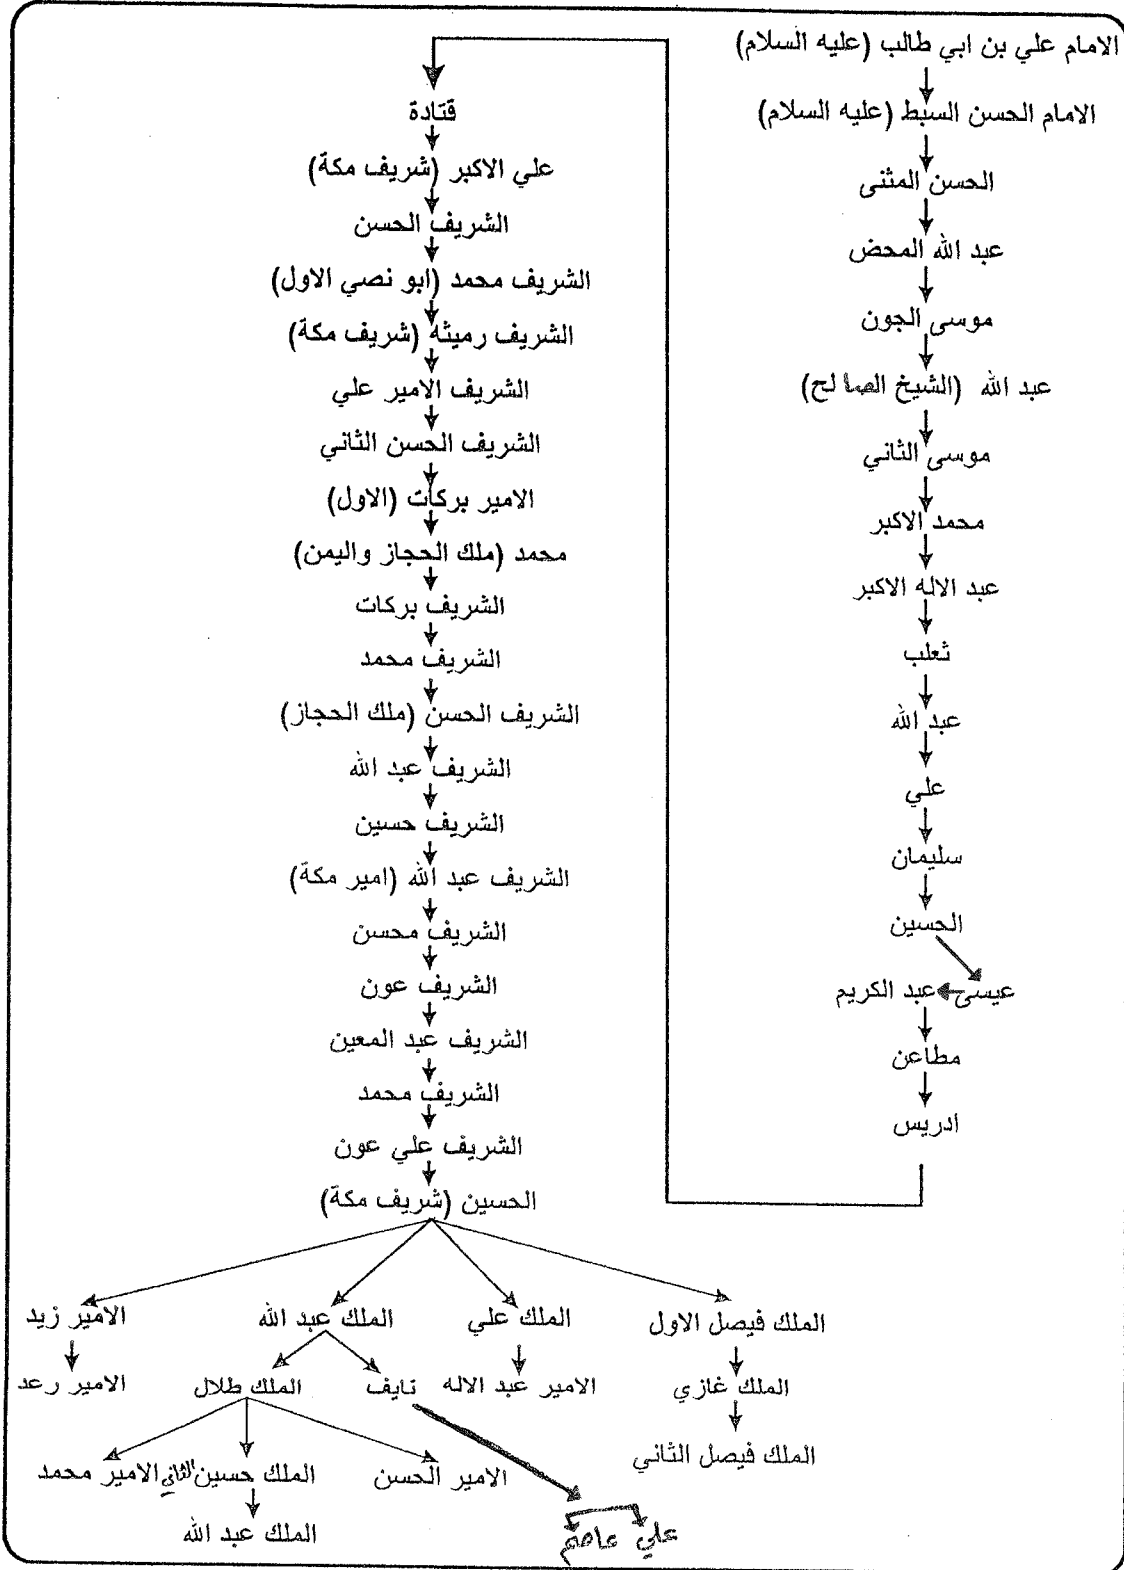 الامام علي بن ابي طالب (عليه السلام)
الامام الحسن السبط (عليه السلام)
الحسن المثنى
عبد الله المحض
موسى الجون
عبد الله (الشيخ الصالح)
موسى الثاني
محمد الاكبر
عبد الاله الاكبر
ثعلب
عبد الله
علي
سليمان
الحسين
عيسى عبد الكريم
مطاعن
ادريس
قتادة
علي الاكبر (شريف مكة)
الشريف الحسن
الشريف محمد (ابو نصي الاول)
الشريف رميثه (شريف مكة)
الشريف الامير علي
الشريف الحسن الثاني
الامير بركات (الاول)
محمد (ملك الحجاز واليمن)
الشريف بركات
الشريف محمد
الشريف الحسن (ملك الحجاز)
الشريف عبد الله
الشريف حسين
الشريف عبد الله (امير مكة)
الشريف محسن
الشريف عون
الشريف عبد المعين
الشريف محمد
الشريف علي عون
الحسين (شريف مكة)
الملك فيصل الاول الملك علي الملك عبد الله الامير زيد
الملك غازي الامير عبد الاله نايف الملك طلال الامير رعد
الملك فيصل الثاني الامير الحسن الملك حسين الثاني الامير محمد
علي عاصم الملك عبد الله